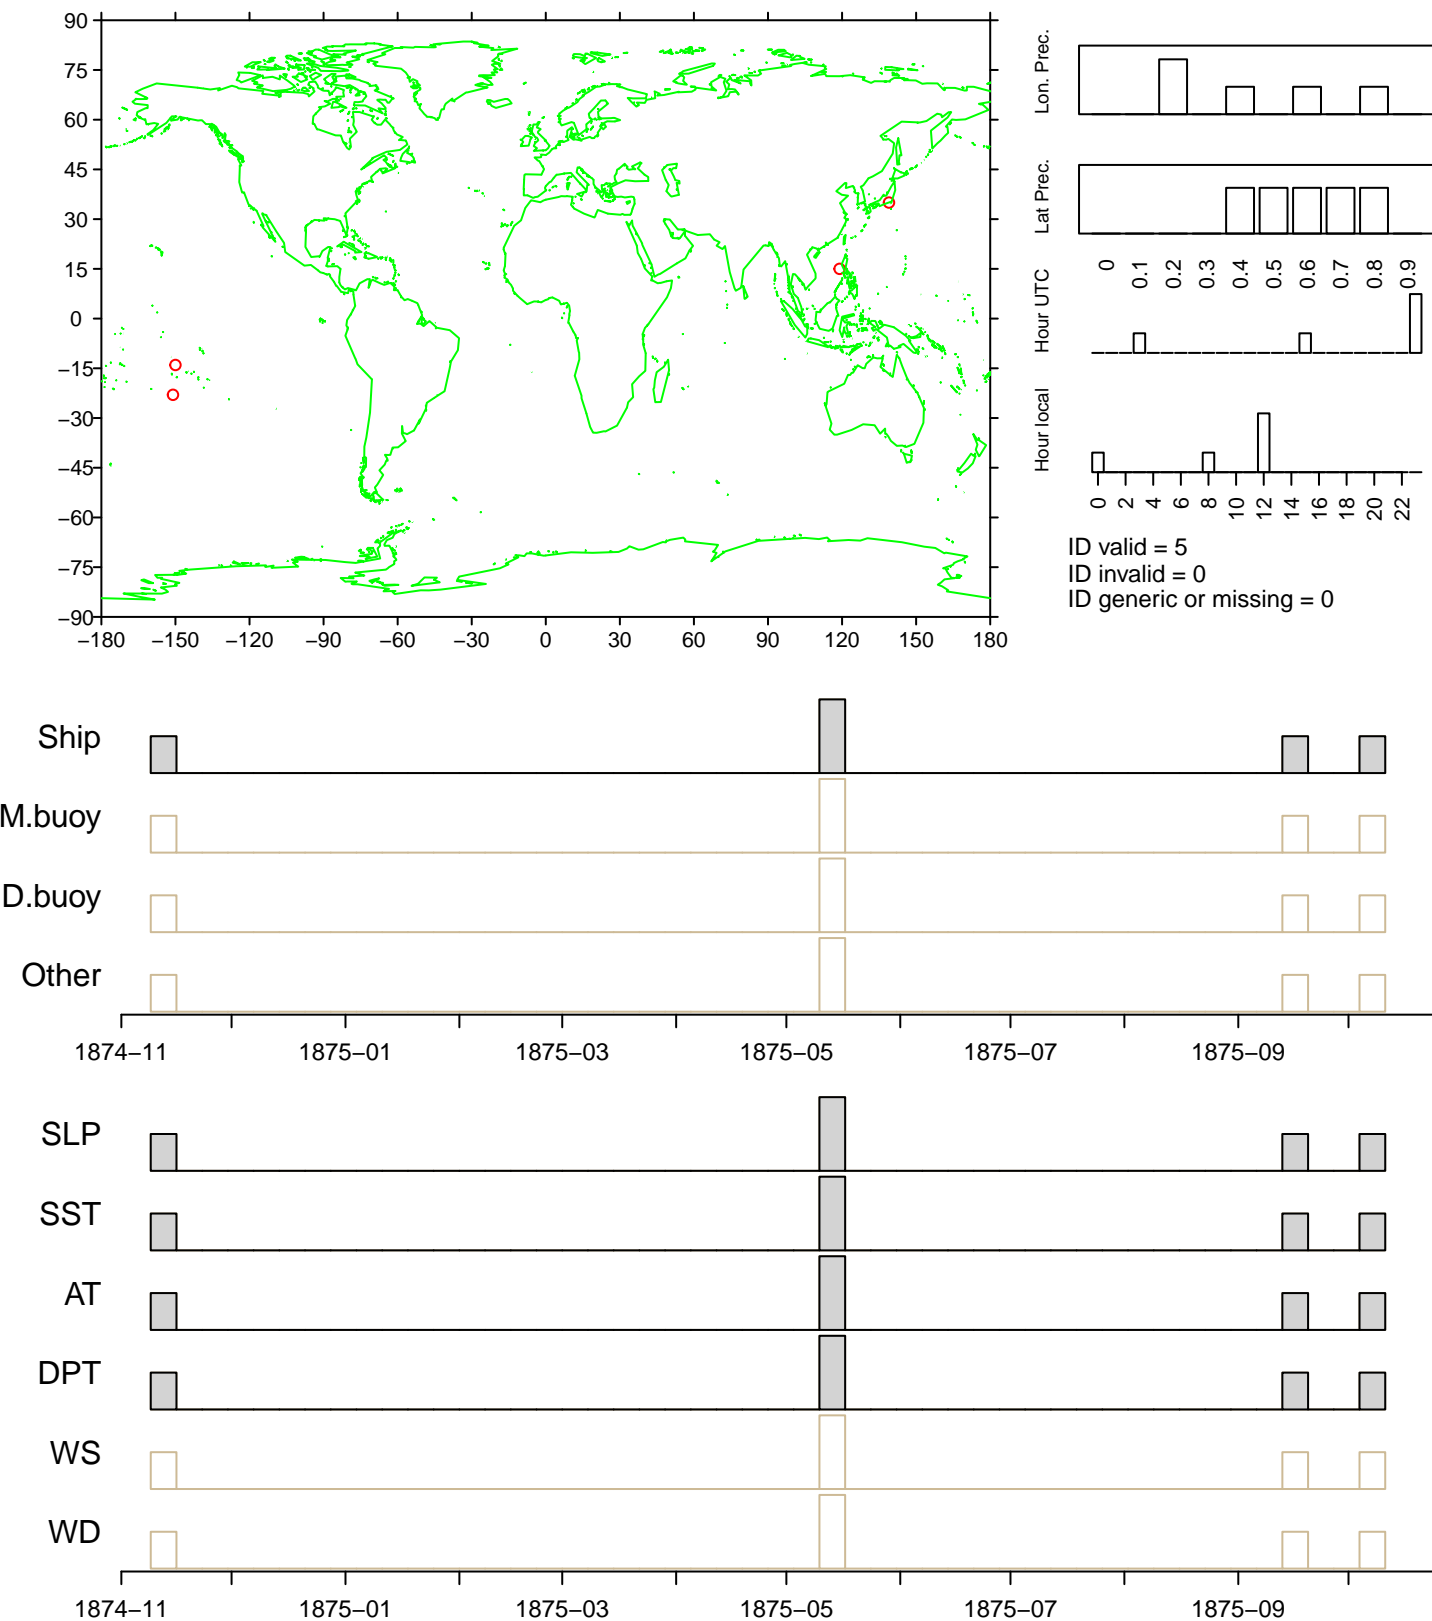 90
75
60
45
30
15
0
−15
−30
−45
−60
−75
−90
−180 −150 −120 −90 −60 −30 0 30 60 90 120 150 180
Lon. Prec.
Lat Prec.
0 0.1 0.2 0.3 0.4 0.5 0.6 0.7 0.8 0.9
Hour UTC
Hour local
0 2 4 6 8 10 12 14 16 18 20 22
ID valid = 5
ID invalid = 0
ID generic or missing = 0
Ship
M.buoy
D.buoy
Other
1874−11 1875−01 1875−03 1875−05 1875−07 1875−09
SLP
SST
AT
DPT
WS
WD
1874−11 1875−01 1875−03 1875−05 1875−07 1875−09